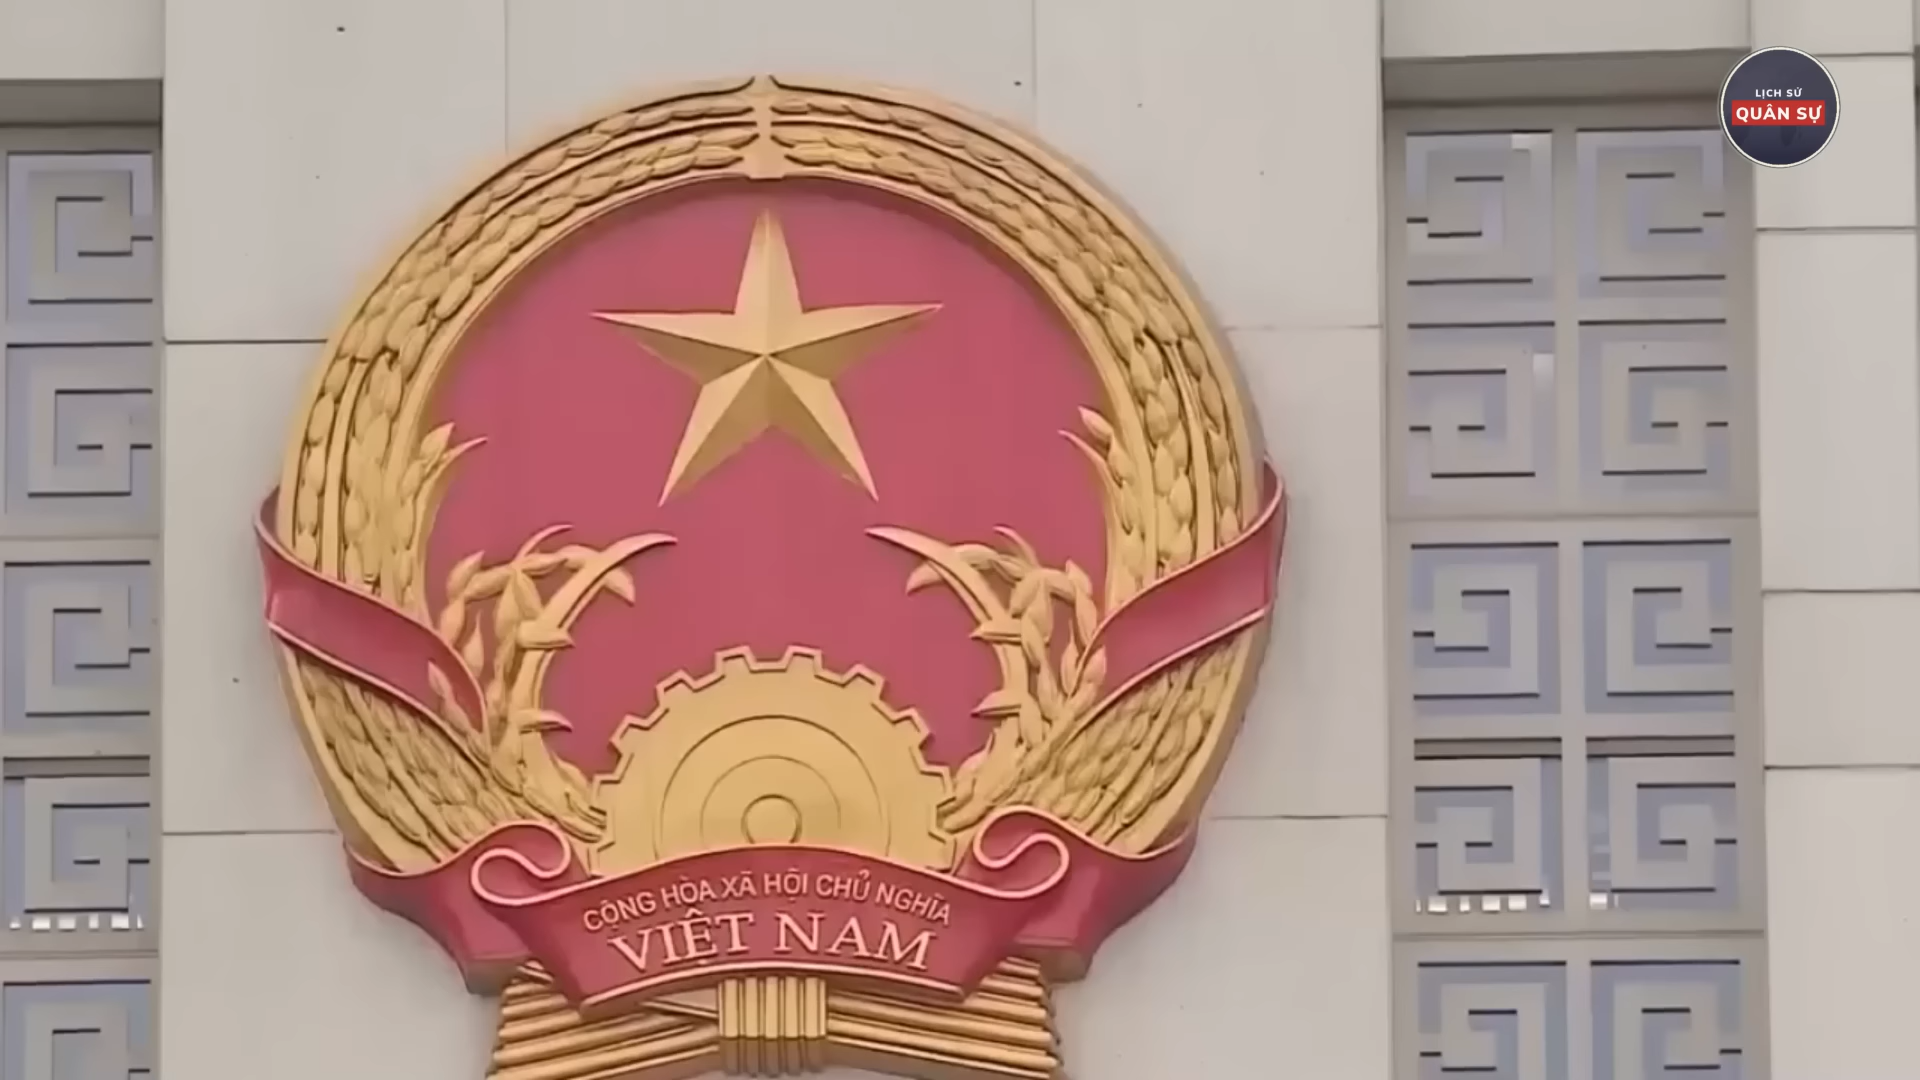 LỊCH SỬ
QUÂN SỰ
CỘNG HÒA XÃ HỘI CHỦ NGHĨA
VIỆT NAM